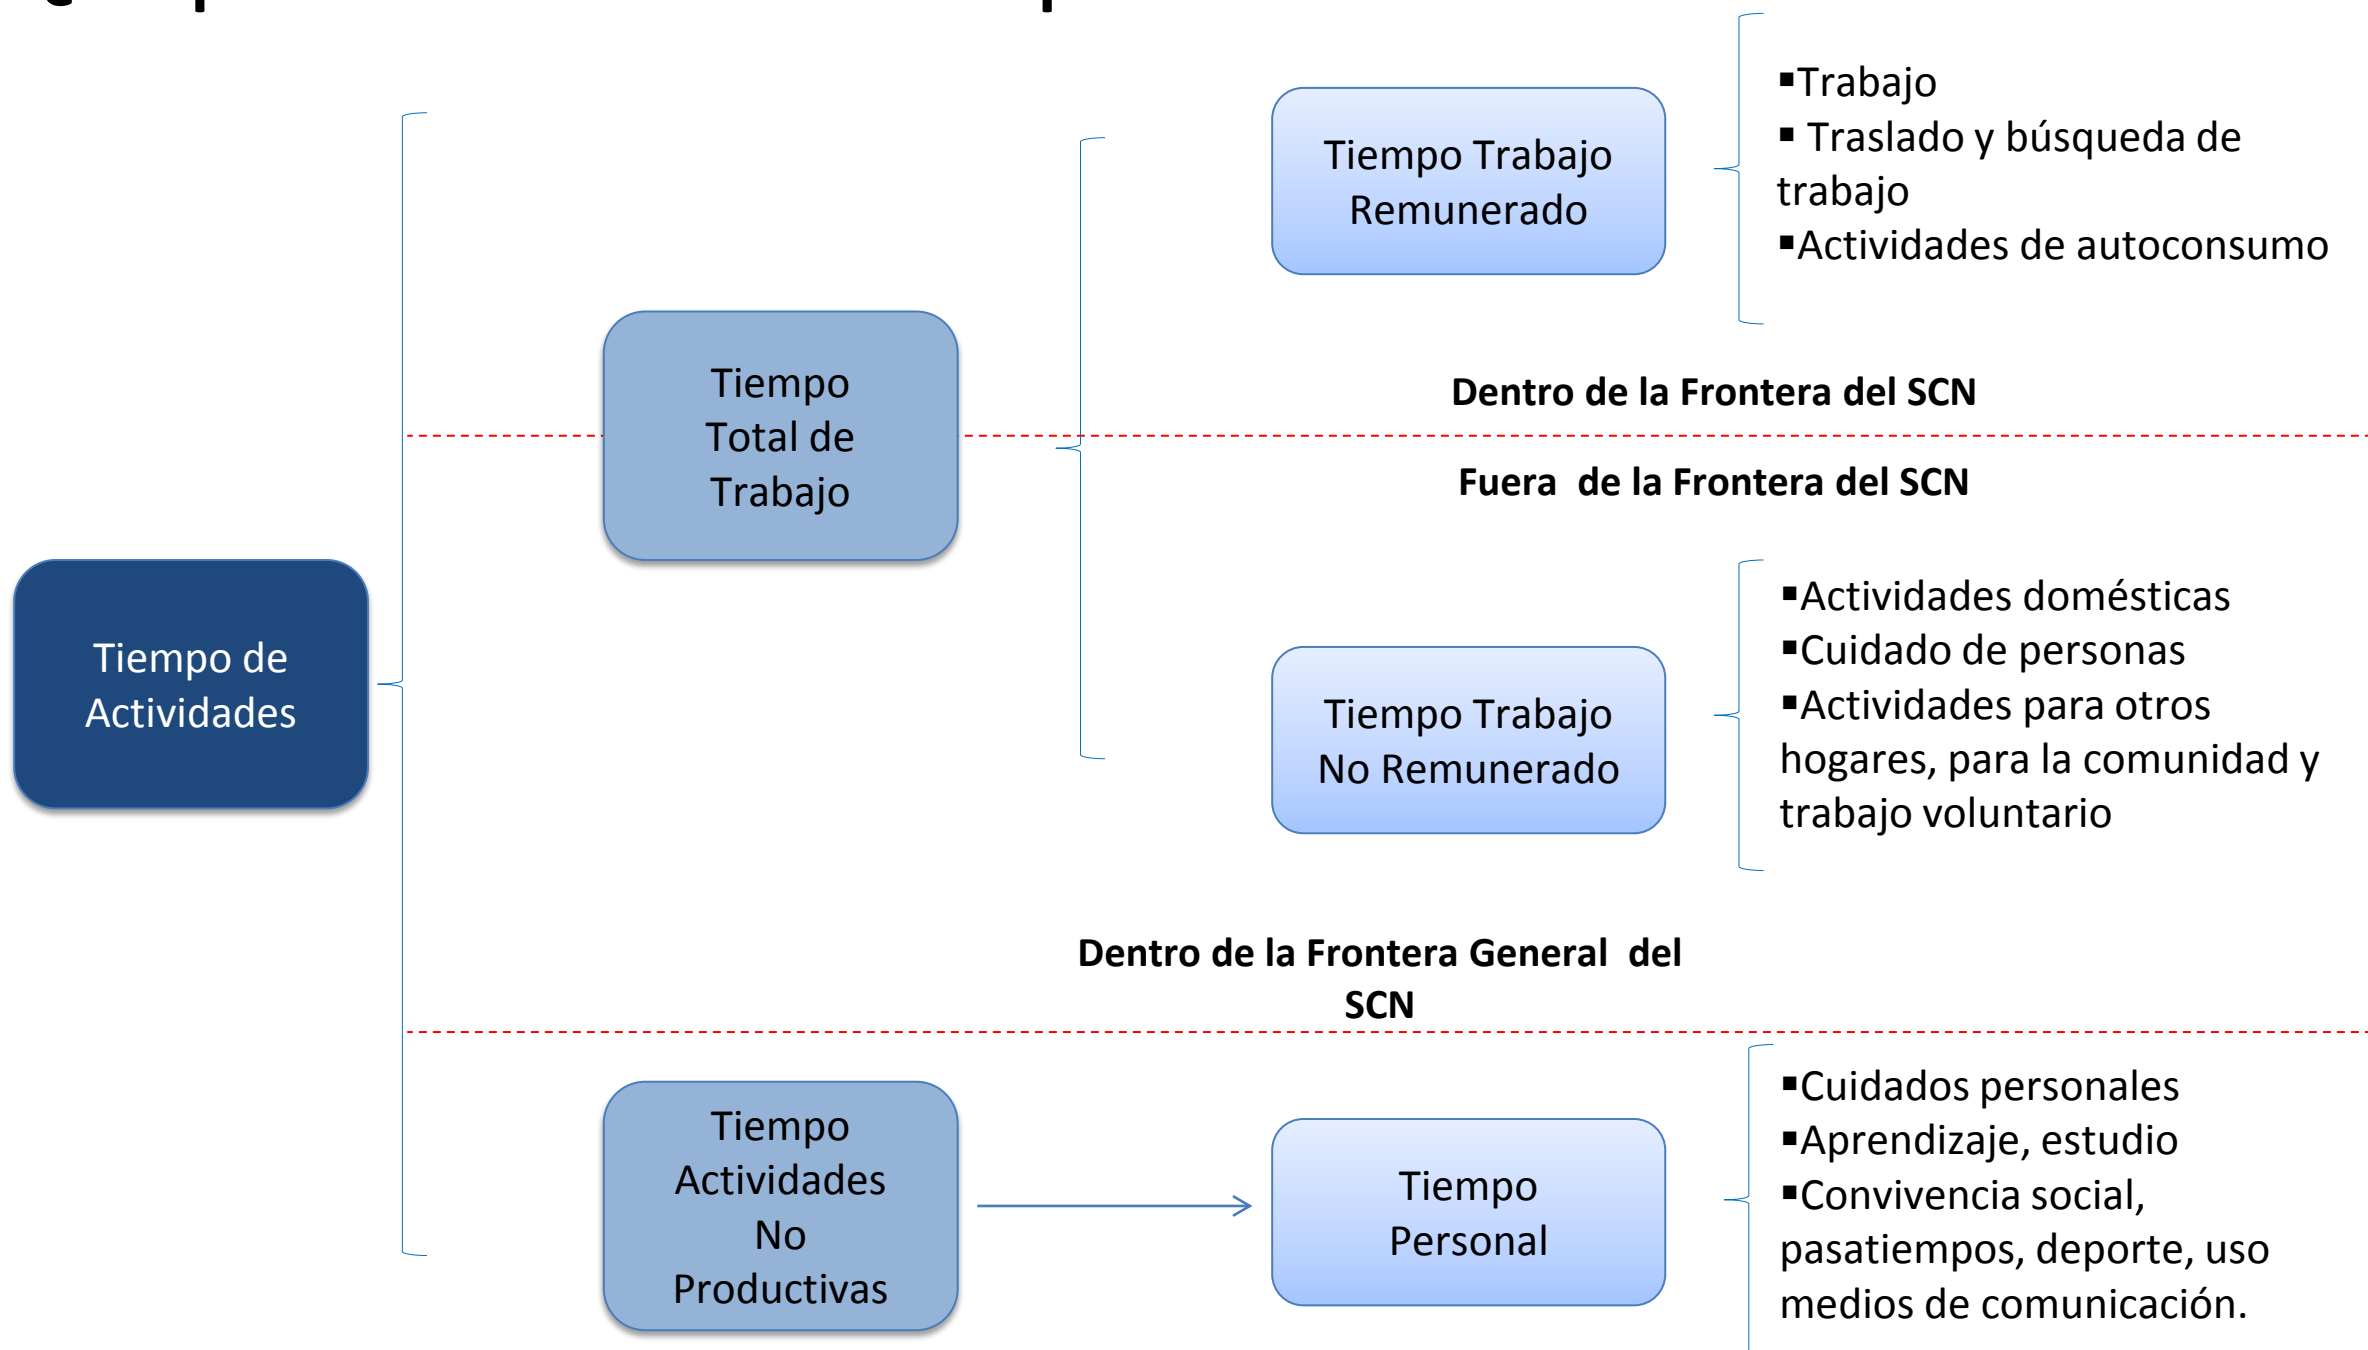 Tiempo de
Actividades
Tiempo
Total de
Trabajo
Tiempo Trabajo
Remunerado
▪Trabajo
▪ Traslado y búsqueda de
trabajo
▪Actividades de autoconsumo
Dentro de la Frontera del SCN
Fuera  de la Frontera del SCN
Tiempo Trabajo
No Remunerado
▪Actividades domésticas
▪Cuidado de personas
▪Actividades para otros
hogares, para la comunidad y
trabajo voluntario
Dentro de la Frontera General  del
SCN
Tiempo
Actividades
No
Productivas
Tiempo
Personal
▪Cuidados personales
▪Aprendizaje, estudio
▪Convivencia social,
pasatiempos, deporte, uso
medios de comunicación.